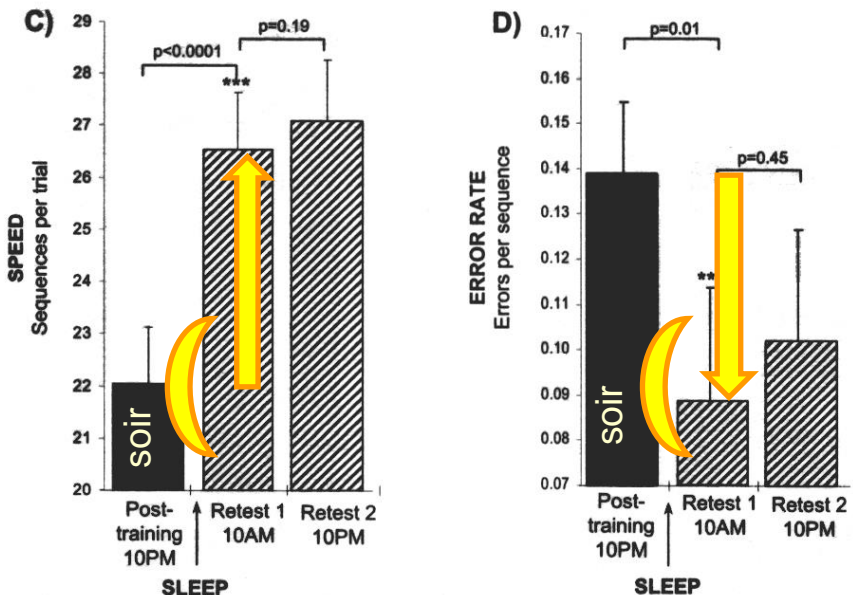 C)
SPEED
Sequences per trial
29
28
27
26
25
24
23
22
21
20
p<0.0001
p=0.19
***
soir
Post-
training
10PM
Retest 1
10AM
Retest 2
10PM
SLEEP
D)
ERROR RATE
Errors per sequence
0.17
0.16
0.15
0.14
0.13
0.12
0.11
0.10
0.09
0.08
0.07
p=0.01
p=0.45
**
soir
Post-
training
10PM
Retest 1
10AM
Retest 2
10PM
SLEEP